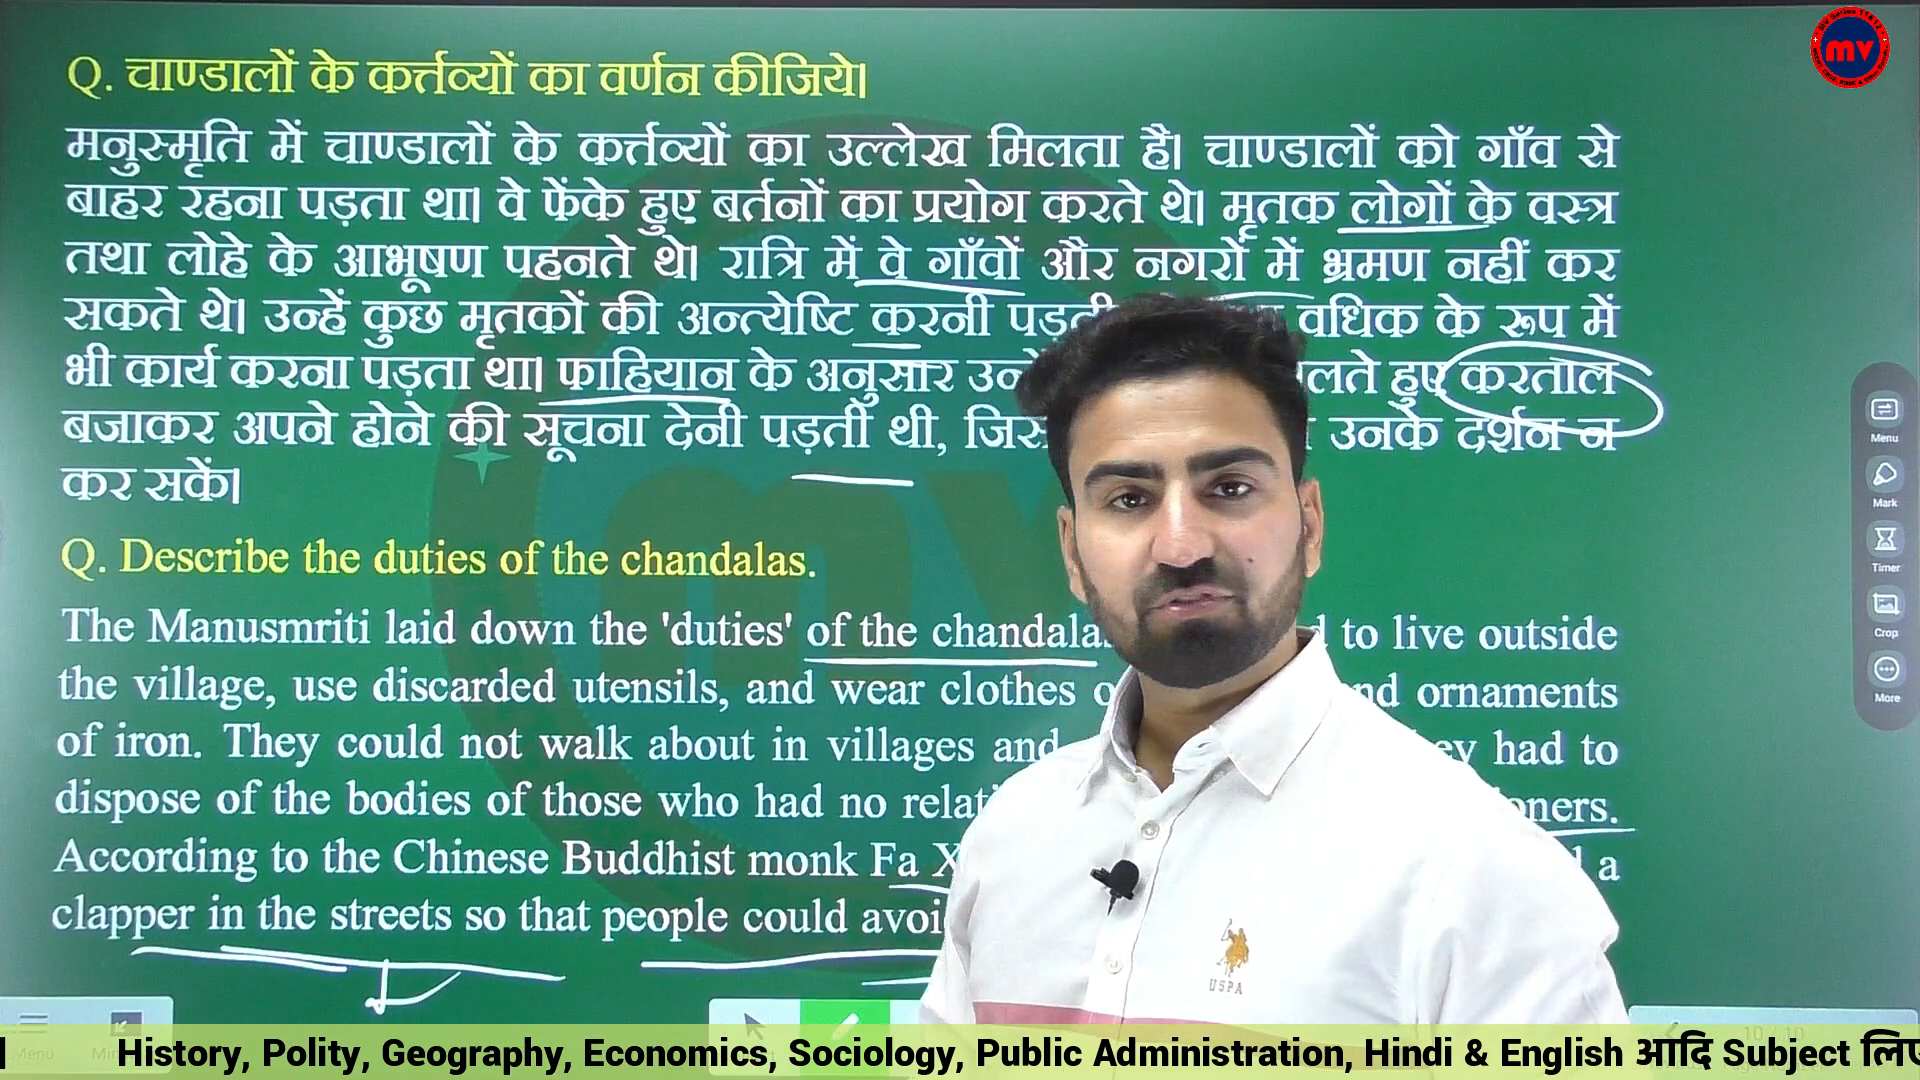 Q. चाण्डालों के कर्त्तव्यों का वर्णन कीजिये।
मनुस्मृति में चाण्डालों के कर्त्तव्यों का उल्लेख मिलता है। चाण्डालों को गाँव से
बाहर रहना पड़ता था। वे फेंके हुए बर्तनों का प्रयोग करते थे। मृतक लोगों के वस्त्र
तथा लोहे के आभूषण पहनते थे। रात्रि में वे गाँवों और नगरों में भ्रमण नहीं कर
सकते थे। उन्हें कुछ मृतकों की अन्त्येष्टि करनी वधिक के रूप में
भी कार्य करना पड़ता था। फाहियान के अनुसार हुए करताल
बजाकर अपने होने की सूचना देनी पड़ती थी, उनके दर्शन न
कर सकें।
Q. Describe the duties of the chandalas.
The Manusmriti laid down the 'duties' of the to live outside
the village, use discarded utensils, and wear clothes ornaments
of iron. They could not walk about in villages and had to
dispose of the bodies of those who had no
According to the Chinese Buddhist monk Fa a
clapper in the streets so that people could
mv
Menu
Mark
Timer
Crop
More
USPA
Menu
History, Polity, Geography, Economics, Sociology, Public Administration, Hindi & English आदि Subject